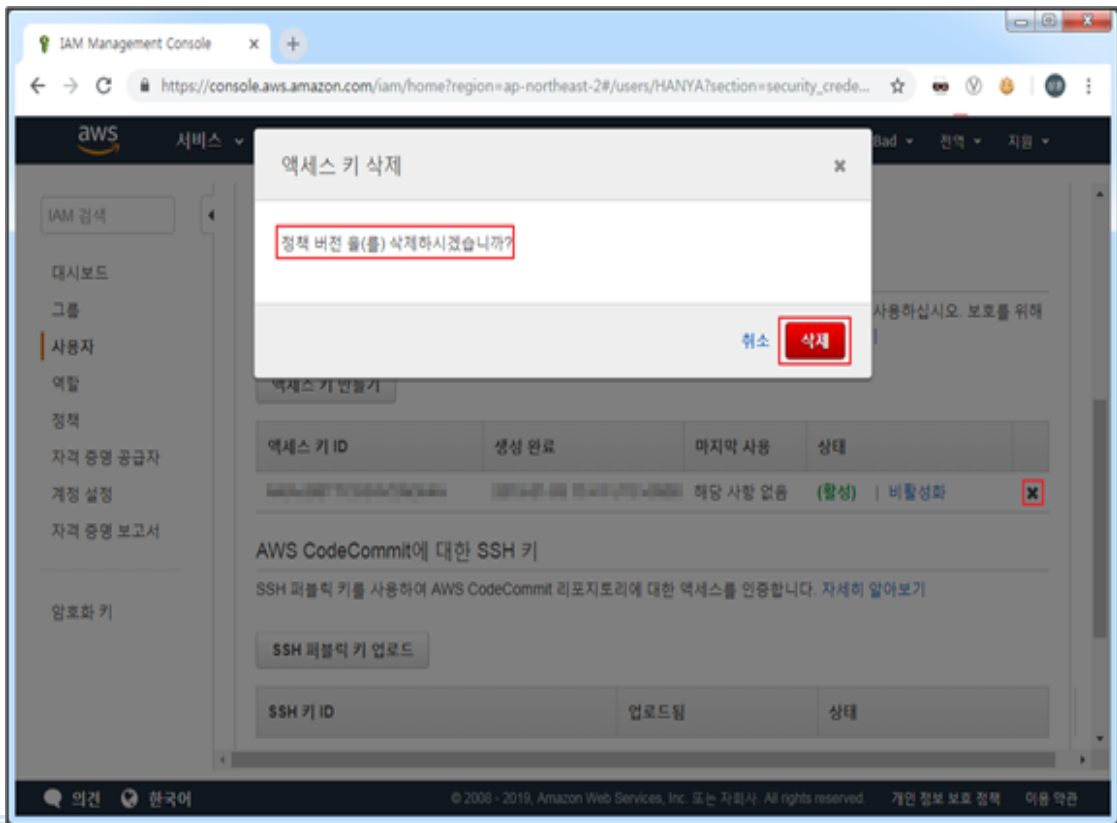 IAM Management Console
https://console.aws.amazon.com/iam/home?region=ap-northeast-2#/users/HANYA?section=security_crede...
aws 서비스 Bad 전역 지원
액세스 키 삭제
IAM 검색
정책 버전 을(를) 삭제하시겠습니까?
대시보드
그룹
사용하십시오. 보호를 위해
사용자
취소 삭제
역할
액세스 키 만들기
정책
액세스 키 ID 생성 완료 마지막 사용 상태
자격 증명 공급자
계정 설정
해당 사항 없음 (활성) | 비활성화
자격 증명 보고서
AWS CodeCommit에 대한 SSH 키
SSH 퍼블릭 키를 사용하여 AWS CodeCommit 리포지토리에 대한 액세스를 인증합니다. 자세히 알아보기
암호화 키
SSH 퍼블릭 키 업로드
SSH 키 ID 업로드됨 상태
의견 한국어 © 2008 - 2019, Amazon Web Services, Inc. 또는 자회사. All rights reserved. 개인 정보 보호 정책 이용 약관